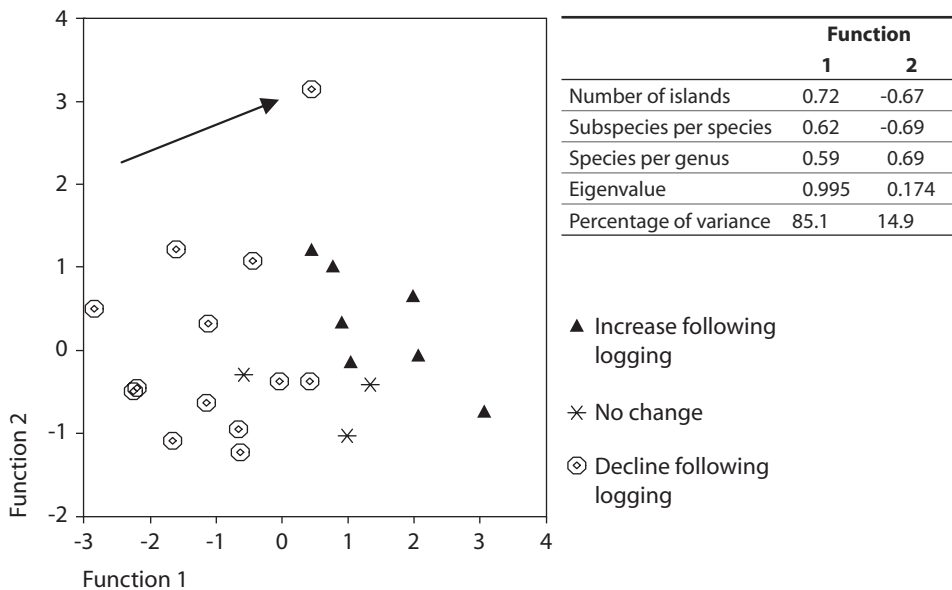 4
3
2
1
0
-1
-2
Function 2
-3 -2 -1 0 1 2 3 4
Function 1
Function
1 2
Number of islands 0.72 -0.67
Subspecies per species 0.62 -0.69
Species per genus 0.59 0.69
Eigenvalue 0.995 0.174
Percentage of variance 85.1 14.9
Increase following
logging
No change
Decline following
logging